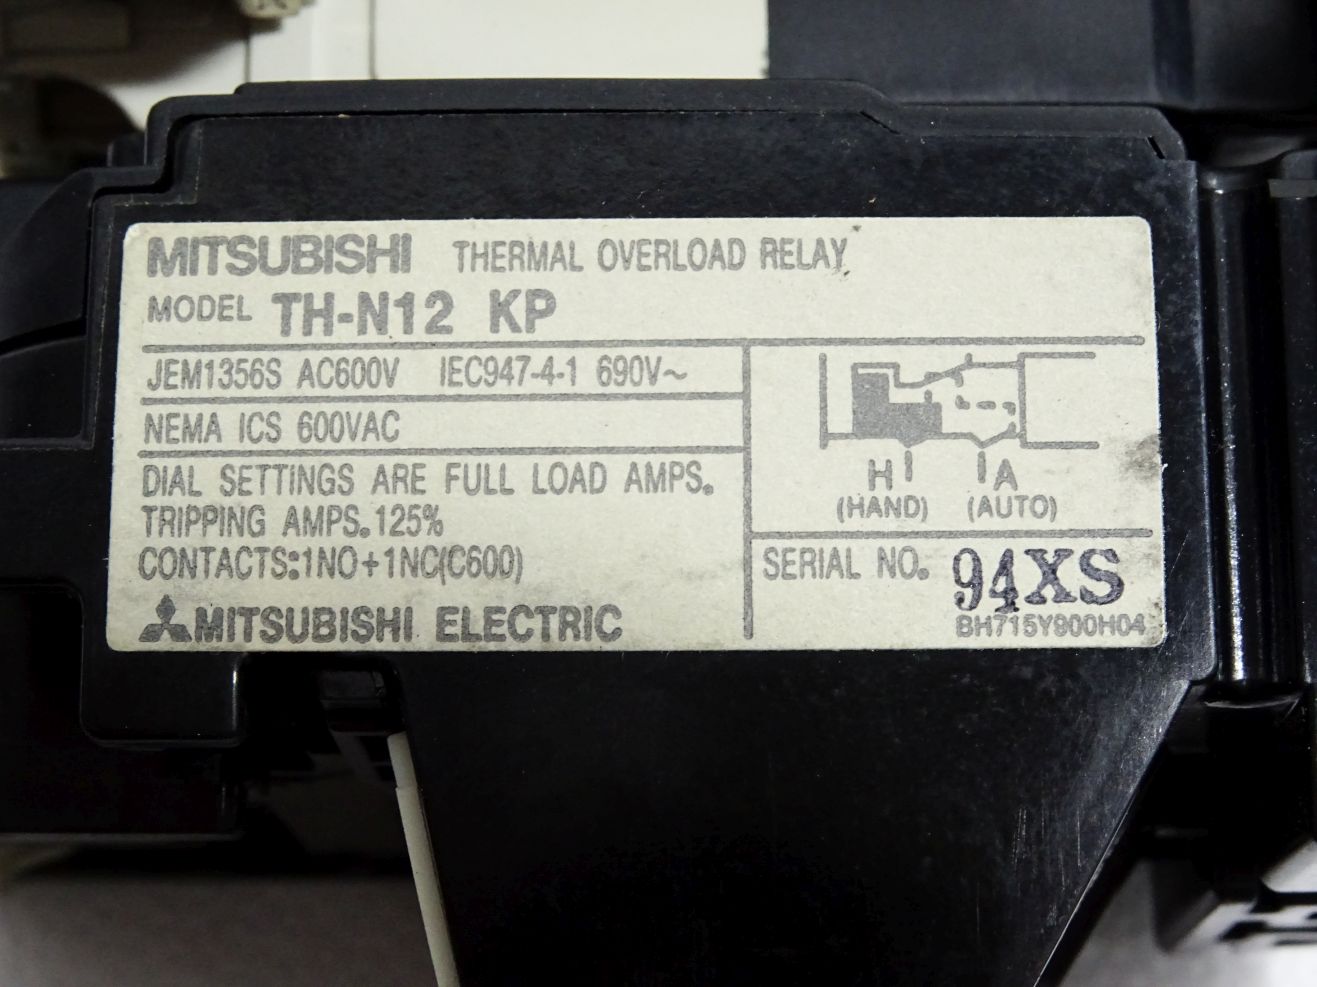 MITSUBISHI THERMAL OVERLOAD RELAY
MODEL TH-N12 KP
JEM1356S AC600V IEC947-4-1 690V~
NEMA ICS 600VAC
DIAL SETTINGS ARE FULL LOAD AMPS.
TRIPPING AMPS.125%
CONTACTS:1NO+1NC(C600)
MITSUBISHI ELECTRIC
H A
(HAND) (AUTO)
SERIAL NO. 94XS
BH715Y900H04